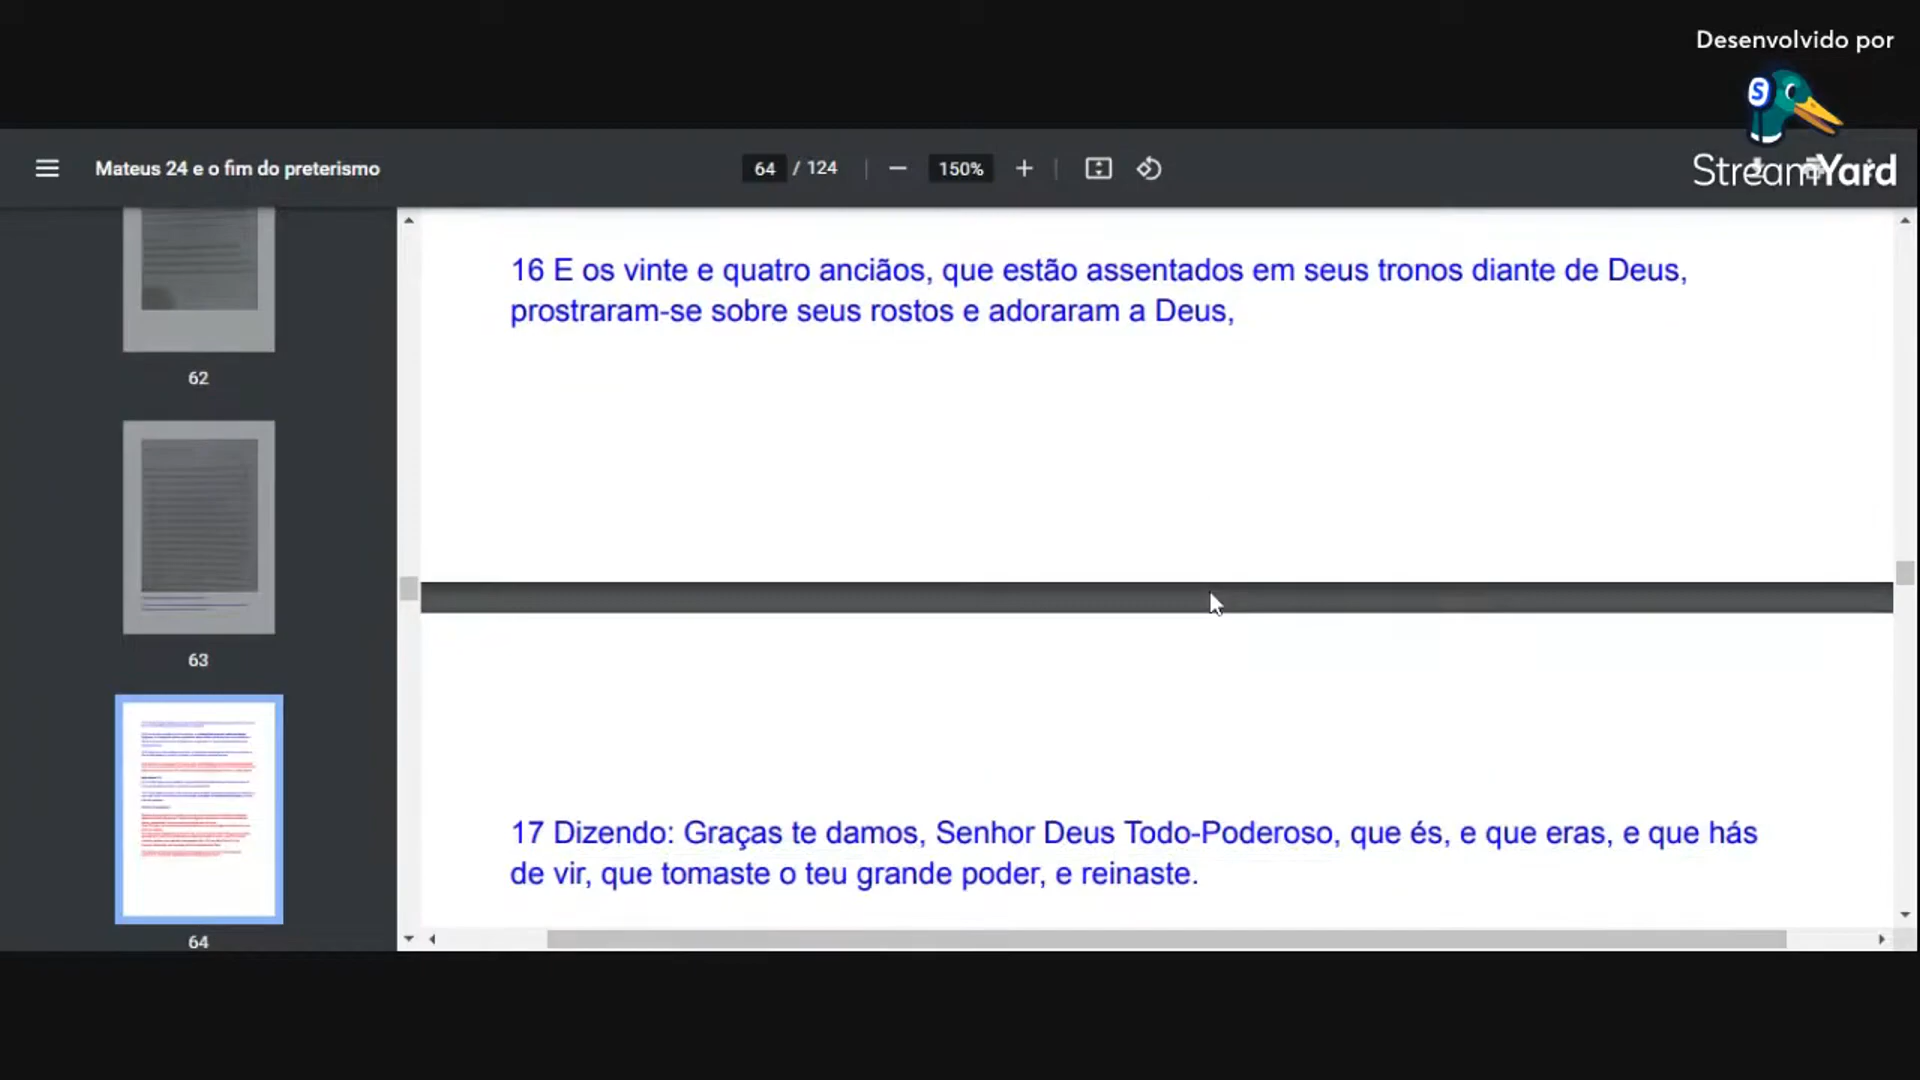 Desenvolvido por
S
StreamYard
Mateus 24 e o fim do preterismo
64 / 124
150%
62
63
64
16 E os vinte e quatro anciãos, que estão assentados em seus tronos diante de Deus,
prostraram-se sobre seus rostos e adoraram a Deus,
17 Dizendo: Graças te damos, Senhor Deus Todo-Poderoso, que és, e que eras, e que hás
de vir, que tomaste o teu grande poder, e reinaste.